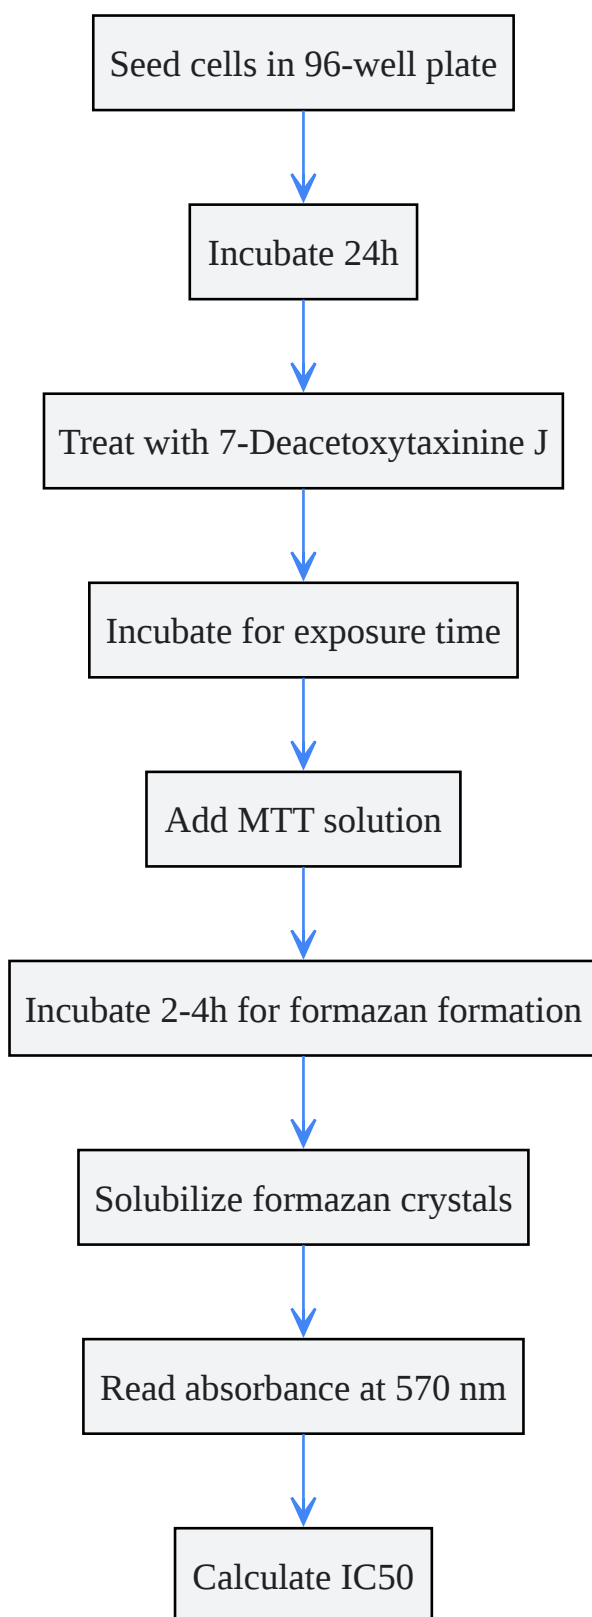 Seed cells in 96-well plate
Incubate 24h
Treat with 7-Deacetoxytaxinine J
Incubate for exposure time
Add MTT solution
Incubate 2-4h for formazan formation
Solubilize formazan crystals
Read absorbance at 570 nm
Calculate IC50